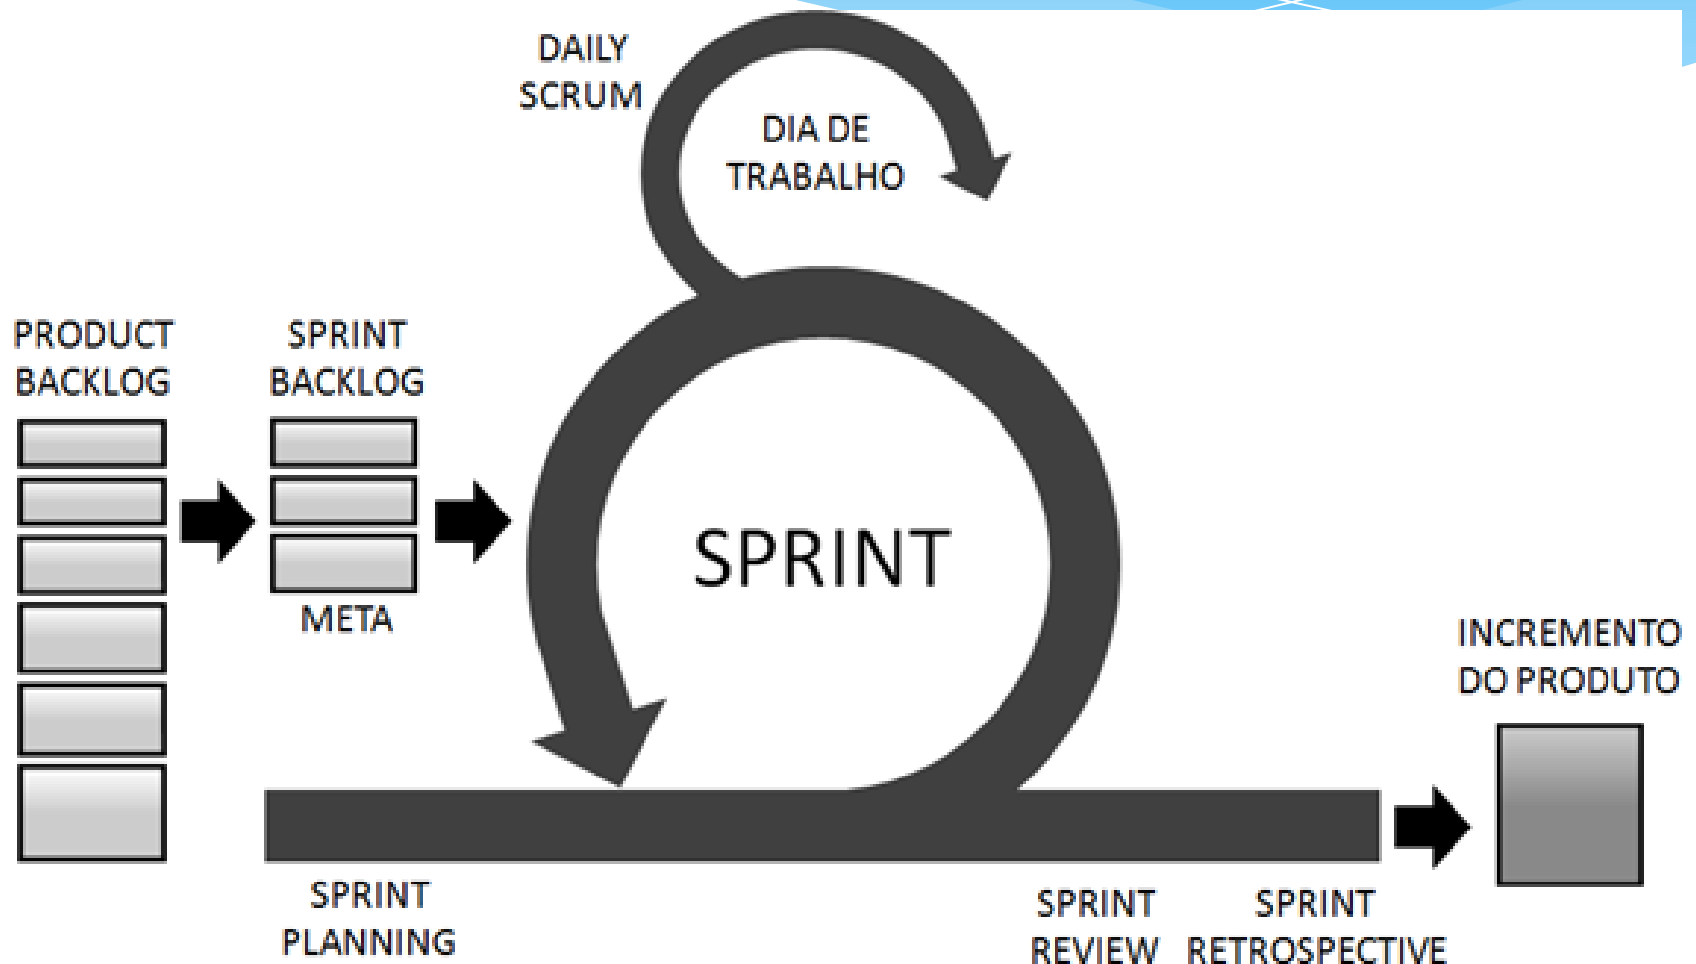 DAILY
SCRUM
DIA DE
TRABALHO
PRODUCT
BACKLOG
SPRINT
BACKLOG
META
SPRINT
INCREMENTO
DO PRODUTO
SPRINT
PLANNING
SPRINT
REVIEW
SPRINT
RETROSPECTIVE